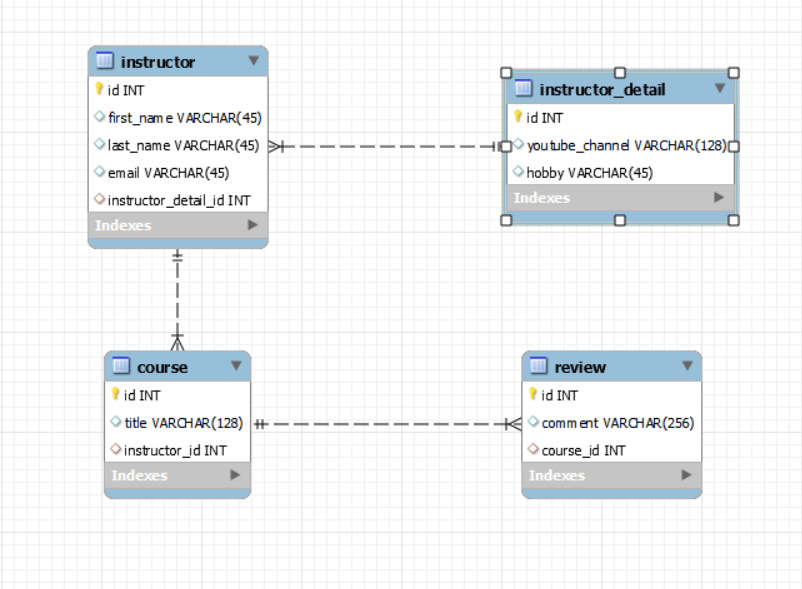 instructor
id INT
first_name VARCHAR(45)
last_name VARCHAR(45)
email VARCHAR(45)
instructor_detail_id INT
Indexes
instructor_detail
id INT
youtube_channel VARCHAR(128)
hobby VARCHAR(45)
Indexes
course
id INT
title VARCHAR(128)
instructor_id INT
Indexes
review
id INT
comment VARCHAR(256)
course_id INT
Indexes